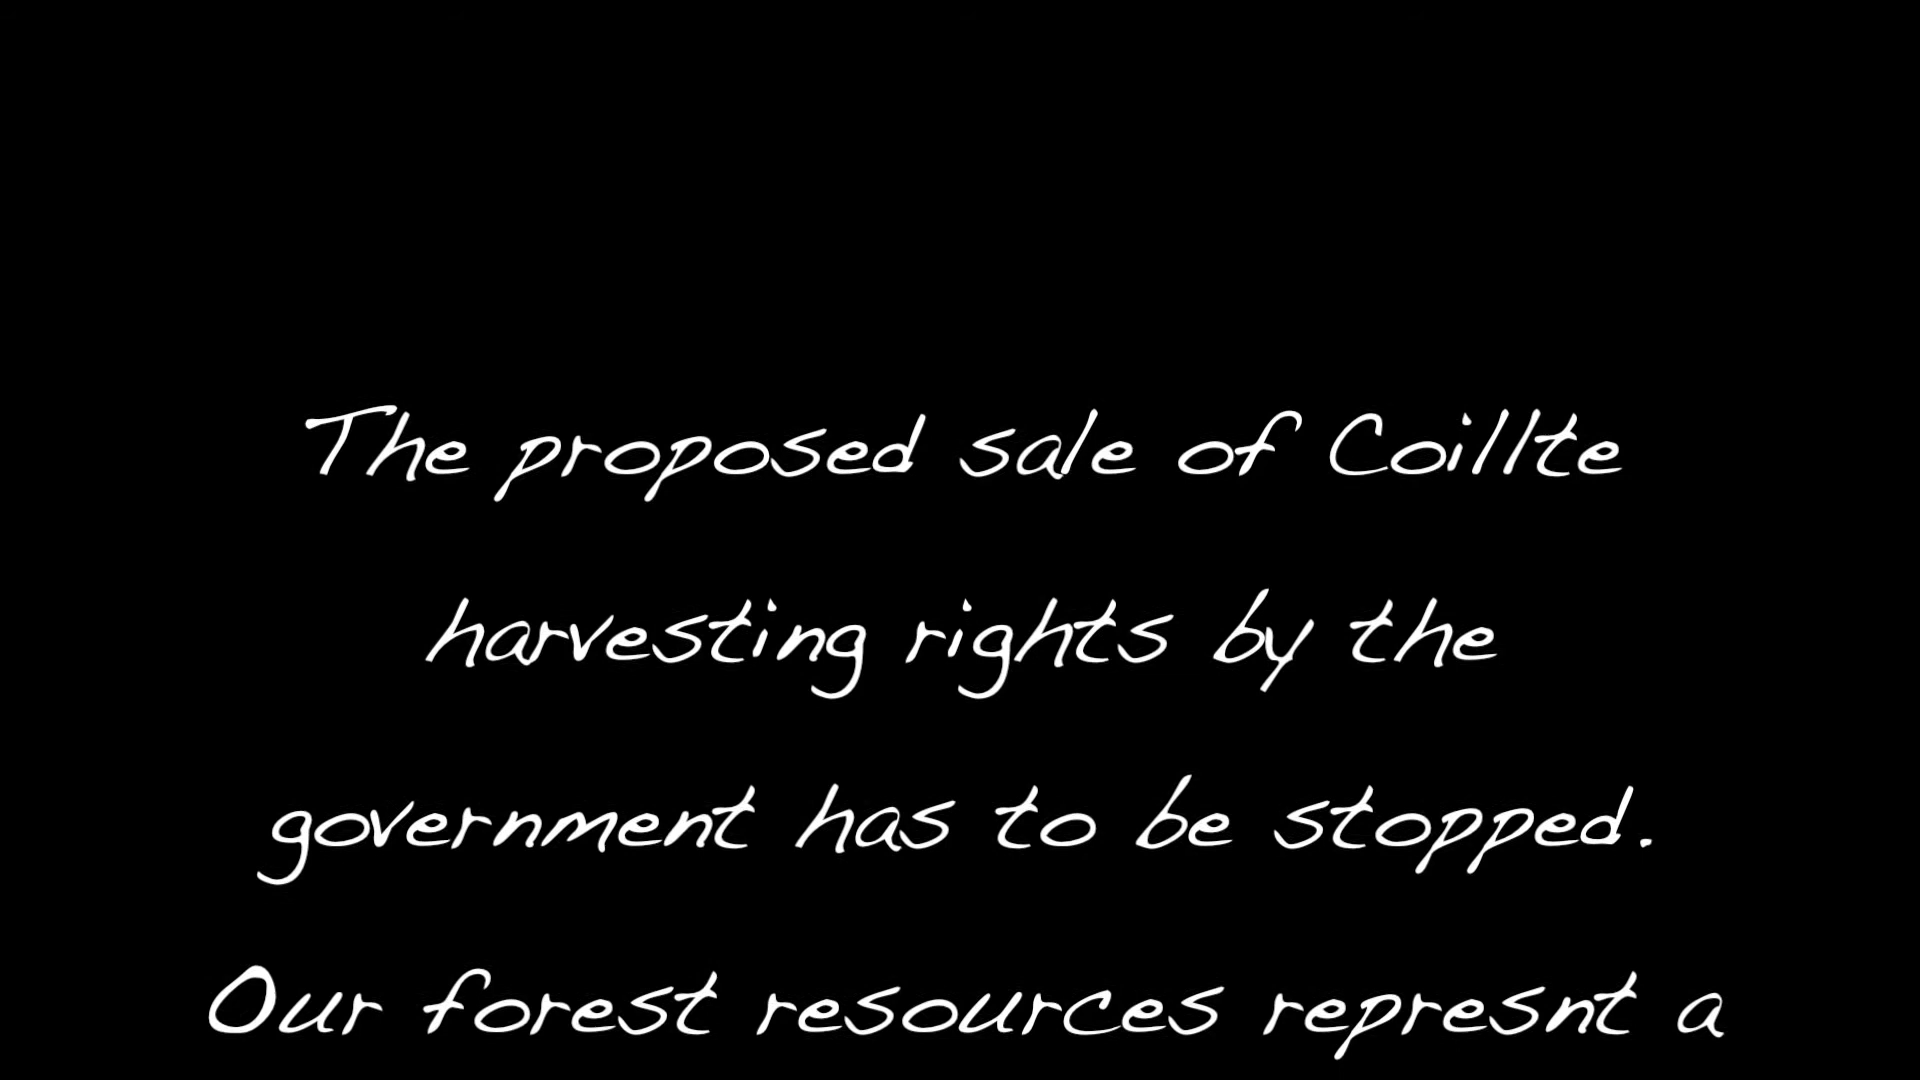 The proposed sale of Coillte
harvesting rights by the
government has to be stopped.
Our forest resources represnt a